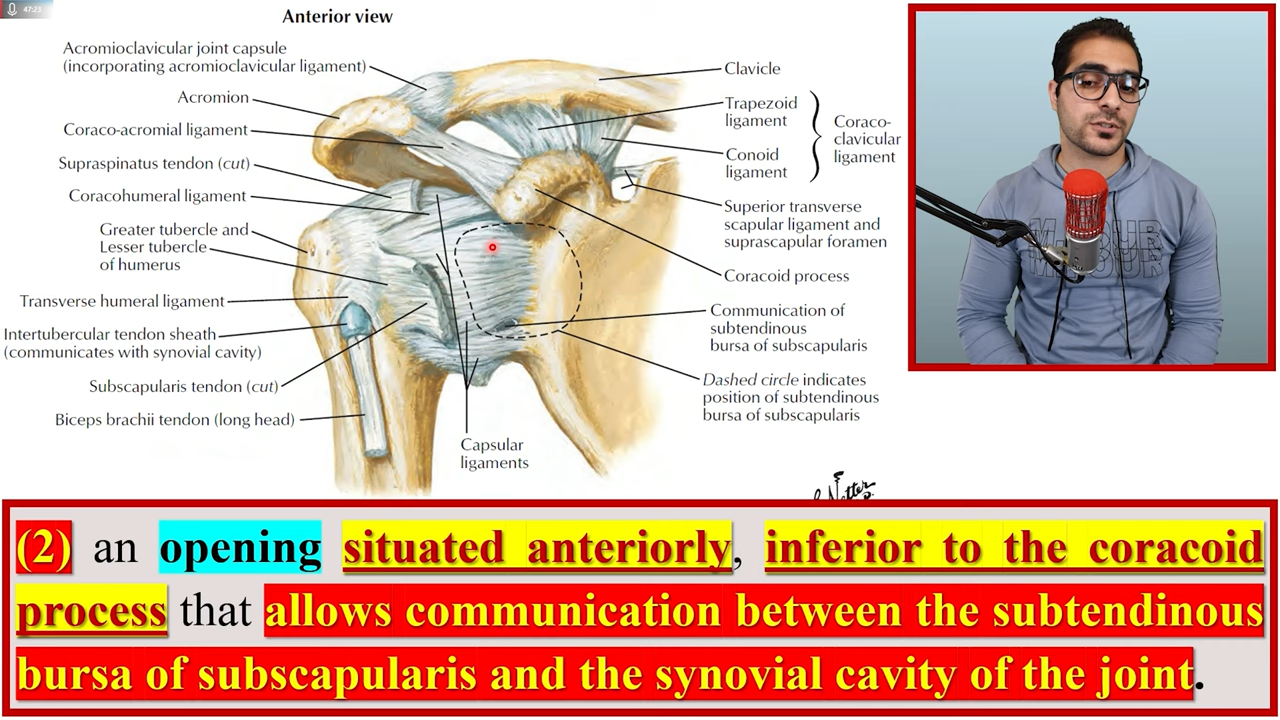 47:23
Anterior view
Acromioclavicular joint capsule
(incorporating acromioclavicular ligament)
Acromion
Coraco-acromial ligament
Supraspinatus tendon (cut)
Coracohumeral ligament
Greater tubercle and
Lesser tubercle
of humerus
Transverse humeral ligament
Intertubercular tendon sheath
(communicates with synovial cavity)
Subscapularis tendon (cut)
Biceps brachii tendon (long head)
Capsular
ligaments
Clavicle
Trapezoid
ligament
Conoid
ligament
Coraco-
clavicular
ligament
Superior transverse
scapular ligament and
suprascapular foramen
Coracoid process
Communication of
subtendinous
bursa of subscapularis
Dashed circle indicates
position of subtendinous
bursa of subscapularis
Netter
(2) an opening situated anteriorly, inferior to the coracoid
process that allows communication between the subtendinous
bursa of subscapularis and the synovial cavity of the joint.